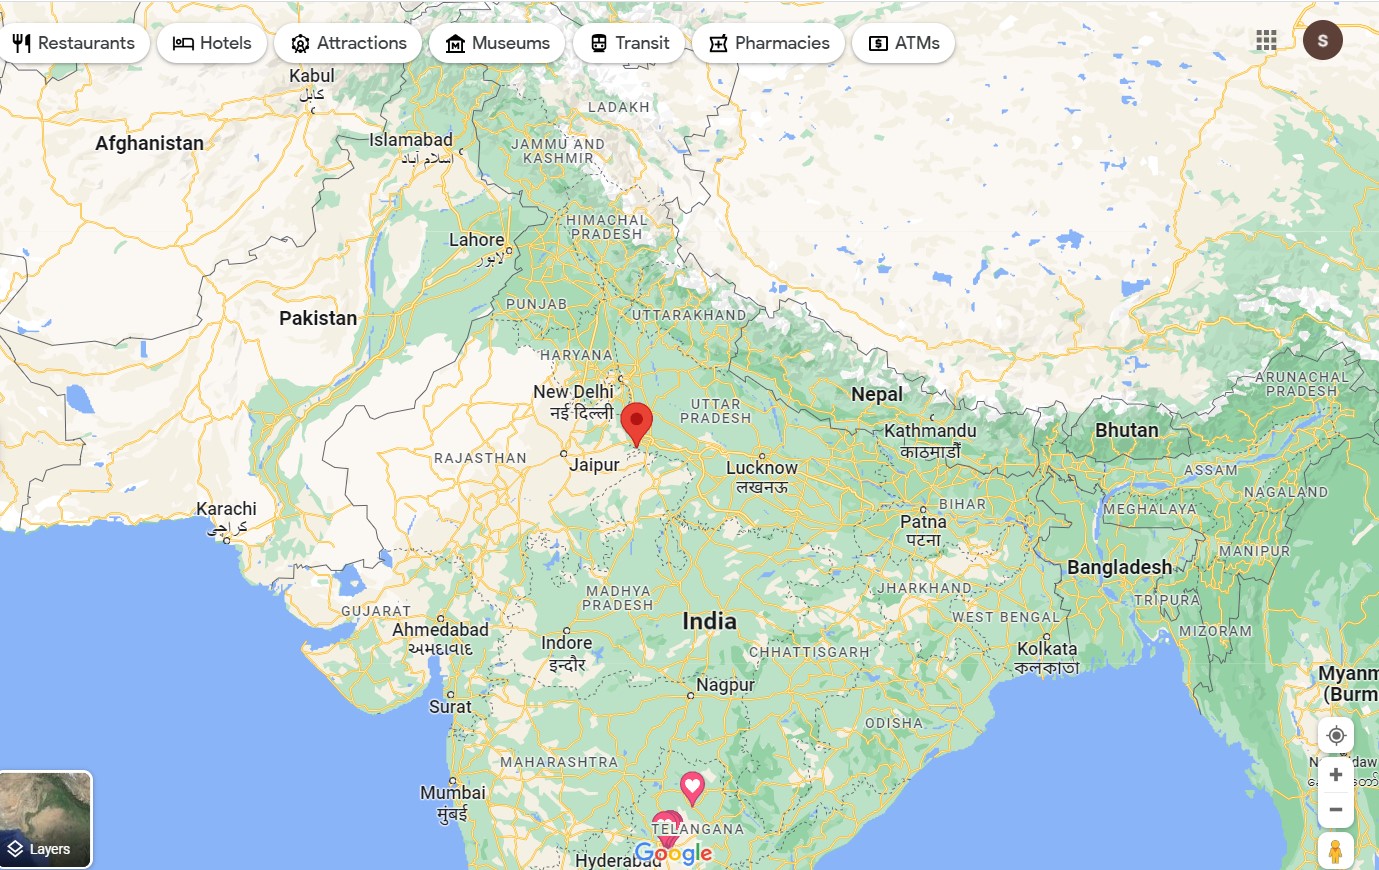 Restaurants
Hotels
Attractions
Museums
Transit
Pharmacies
ATMs
S
Kabul
کابل
LADAKH
Afghanistan
Islamabad
اسلام آباد
JAMMU AND
KASHMIR
HIMACHAL
PRADESH
Lahore
لاہور
PUNJAB
Pakistan
UTTARAKHAND
HARYANA
New Delhi
नई दिल्ली
UTTAR
PRADESH
Nepal
ARUNACHAL
PRADESH
Kathmandu
काठमाडौं
Bhutan
RAJASTHAN
Jaipur
Lucknow
लखनऊ
ASSAM
NAGALAND
Karachi
کراچی
BIHAR
MEGHALAYA
Patna
पटना
MANIPUR
Bangladesh
MADHYA
PRADESH
JHARKHAND
TRIPURA
GUJARAT
India
WEST BENGAL
MIZORAM
Ahmedabad
અમદાવાદ
Indore
इन्दौर
CHHATTISGARH
Kolkata
কলকাতা
Myanm
(Burm
Nagpur
Surat
ODISHA
MAHARASHTRA
Mumbai
मुंबई
TELANGANA
Layers
Google
Hyderabad